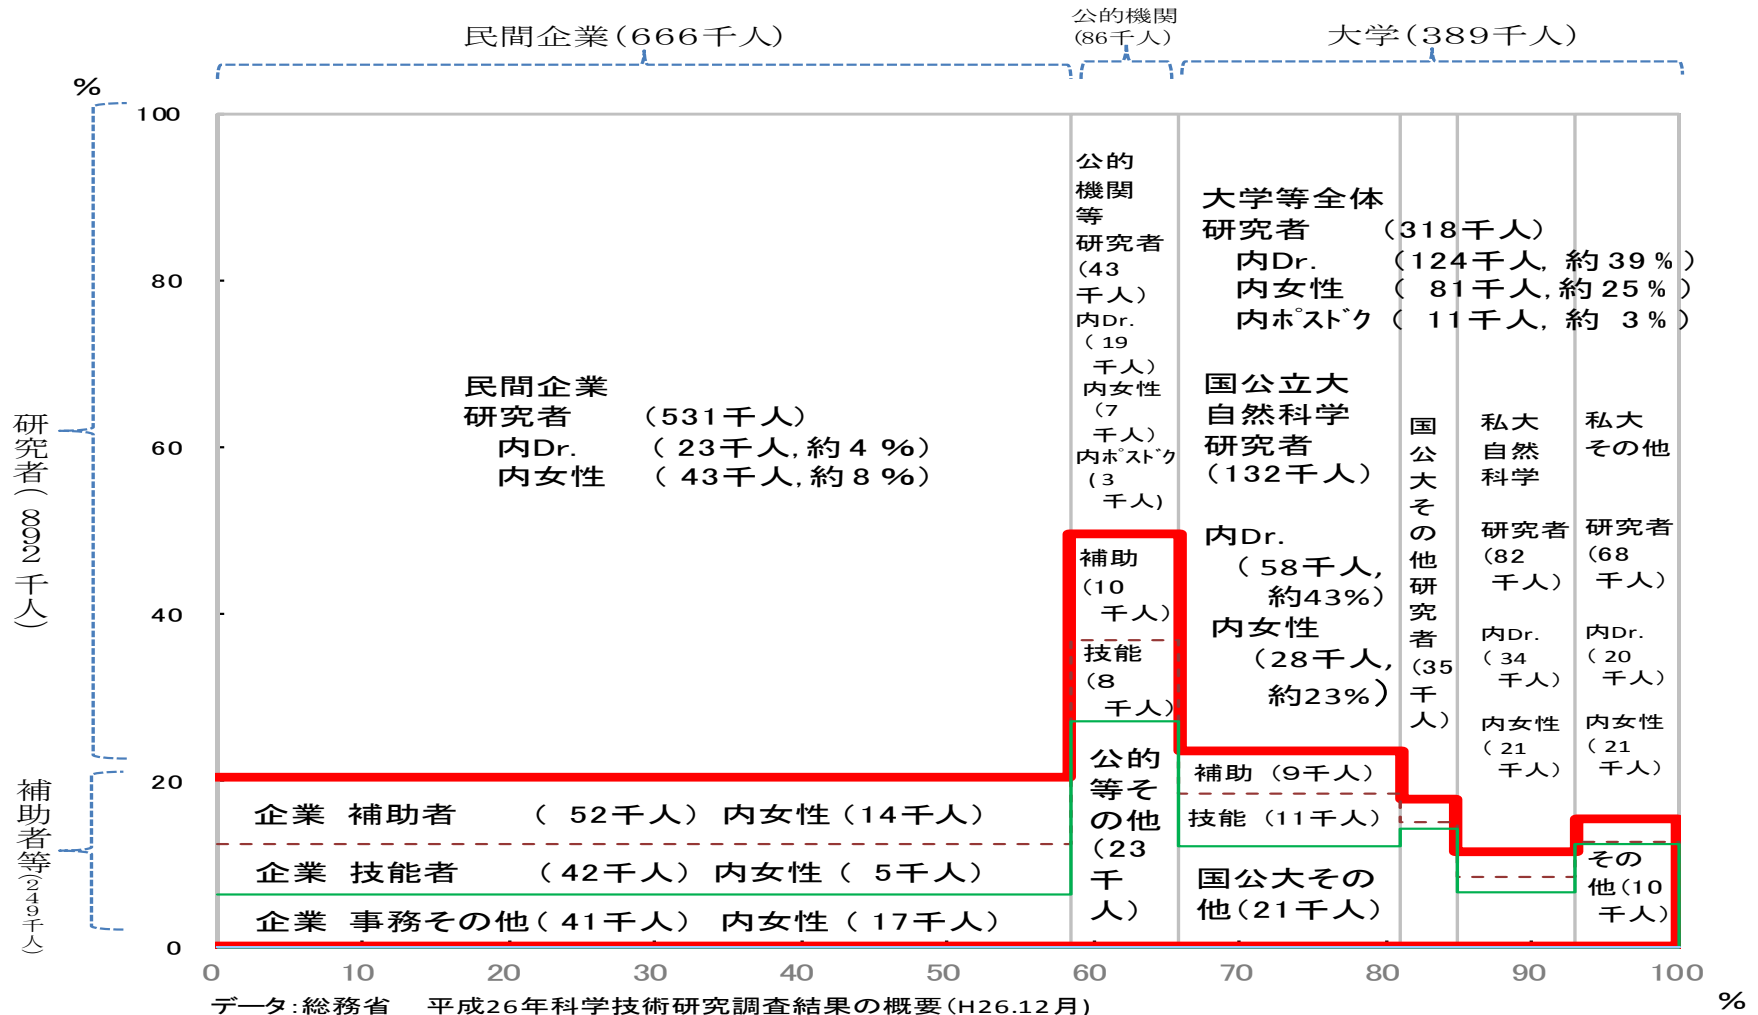 民間企業(666千人)
公的機関
(86千人)
大学(389千人)
%
100
80
60
40
20
0
研究者(892千人)
補助者等(249千人)
民間企業
研究者 (531千人)
内Dr. ( 23千人,約4 %)
内女性 ( 43千人,約8 %)
公的
機関
等
研究者
(43
千人)
内Dr.
( 19
千人)
内女性
(7
千人)
内ポスドク
(3
千人)
大学等全体
研究者 (318千人)
内Dr. (124千人, 約39%)
内女性 ( 81千人,約25%)
内ポスドク ( 11千人, 約 3%)
国公立大
自然科学
研究者
(132千人)
内Dr.
( 58千人,
約43%)
内女性
(28千人,
約23%)
国公大その他研究者(35千人)
私大
自然
科学
研究者
(82
千人)
内Dr.
( 34
千人)
内女性
( 21
千人)
私大
その他
研究者
(68
千人)
内Dr.
( 20
千人)
内女性
(21
千人)
補助
(10
千人)
技能
(8
千人)
公的
等そ
の他
(23
千
人)
補助 (9千人)
技能 (11千人)
国公大その
他(21千人)
その
他(10
千人)
企業 補助者 ( 52千人) 内女性(14千人)
企業 技能者 (42千人) 内女性( 5千人)
企業 事務その他(41千人) 内女性(17千人)
0 10 20 30 40 50 60 70 80 90 100
%
データ:総務省 平成26年科学技術研究調査結果の概要(H26.12月)